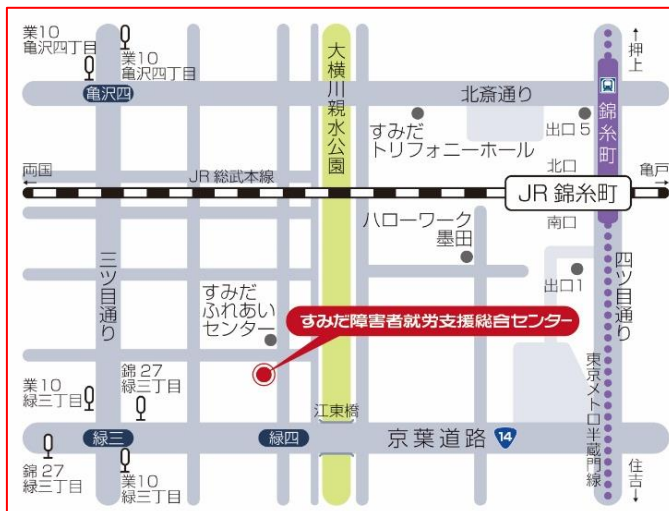 業10
亀沢四丁目
業10
亀沢四丁目
亀沢四
大横川親水公園
北斎通り
↑押上
すみだ
トリフォニーホール
出口5
錦糸町
北口
両国
←
JR 総武本線
亀戸
→
JR 錦糸町
南口
ハローワーク
墨田
出口1
三ツ目通り
四ツ目通り
すみだ
ふれあい
センター
すみだ障害者就労支援総合センター
業10
緑三丁目
錦27
緑三丁目
江東橋
東京メトロ半蔵門線
緑三
緑四
京葉道路
14
錦27
緑三丁目
業10
緑三丁目
住吉↓